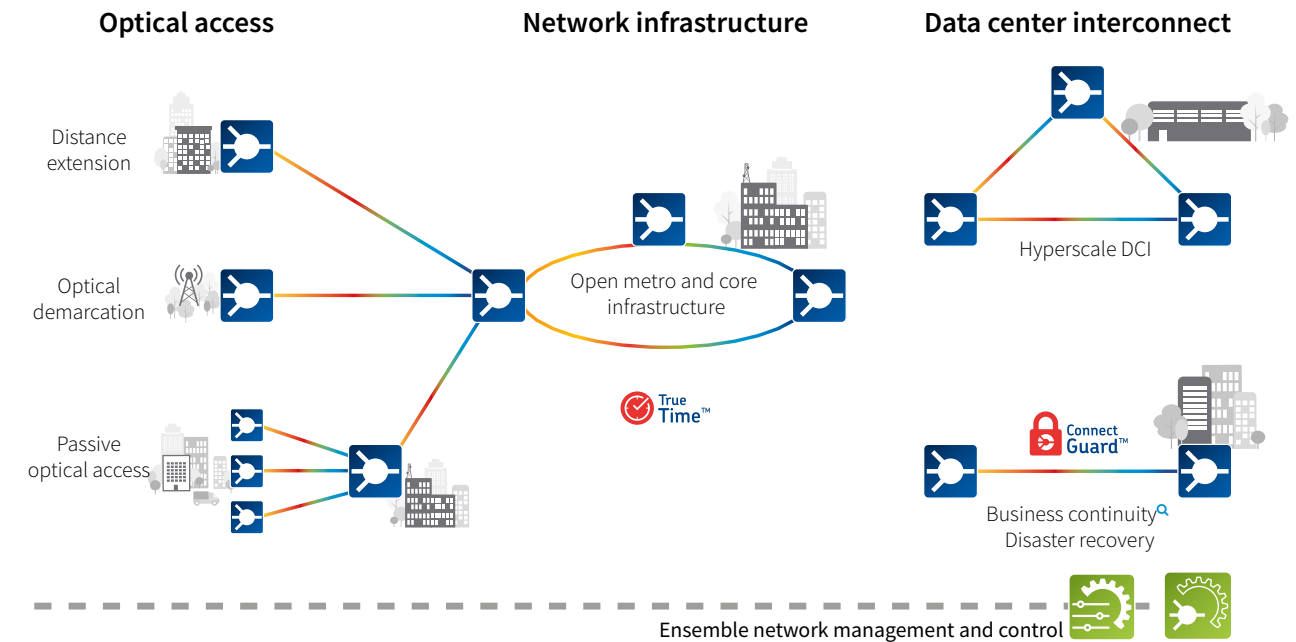 Optical access
Network infrastructure
Data center interconnect
Distance
extension
Optical
demarcation
Passive
optical access
Open metro and core
infrastructure
True
Time™
Hyperscale DCI
Connect
Guard™
Business continuity
Disaster recovery
Ensemble network management and control